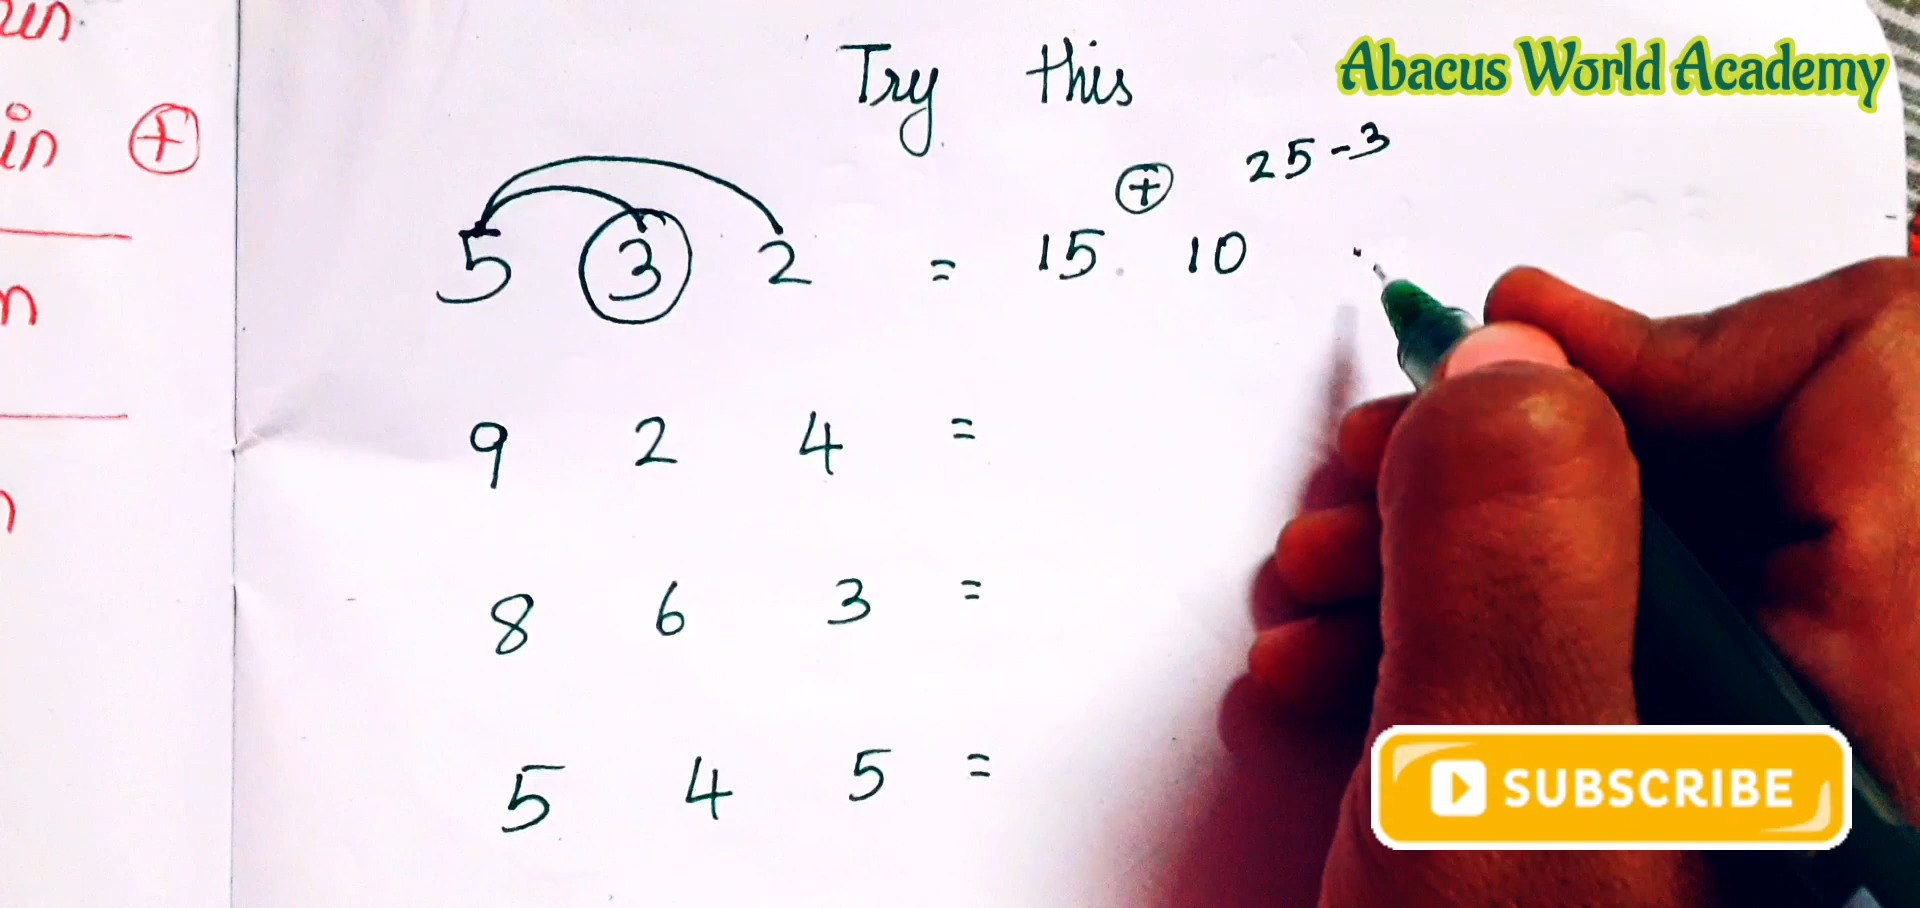 Abacus World Academy
Try this
in +
+ 25-3
5 3 2 = 15 10
9 2 4 =
8 6 3 =
5 4 5 =
SUBSCRIBE